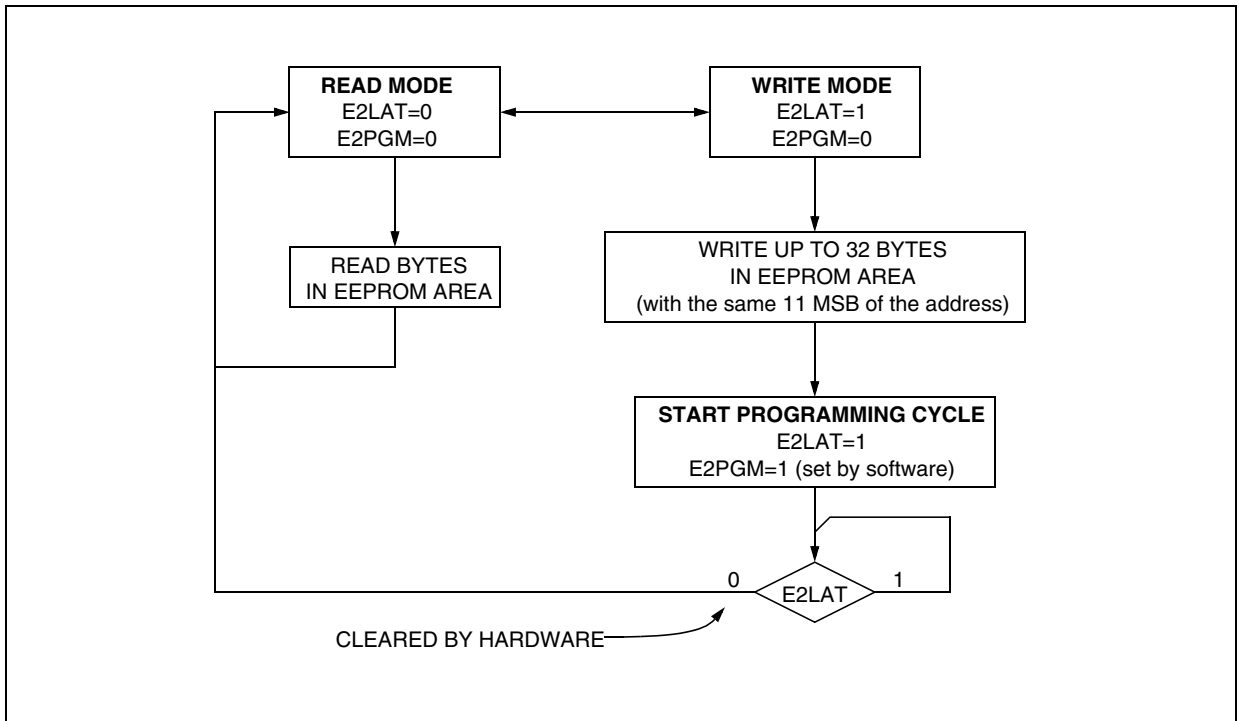 READ MODE
E2LAT=0
E2PGM=0
WRITE MODE
E2LAT=1
E2PGM=0
READ BYTES
IN EEPROM AREA
WRITE UP TO 32 BYTES
IN EEPROM AREA
(with the same 11 MSB of the address)
START PROGRAMMING CYCLE
E2LAT=1
E2PGM=1 (set by software)
0
E2LAT
1
CLEARED BY HARDWARE